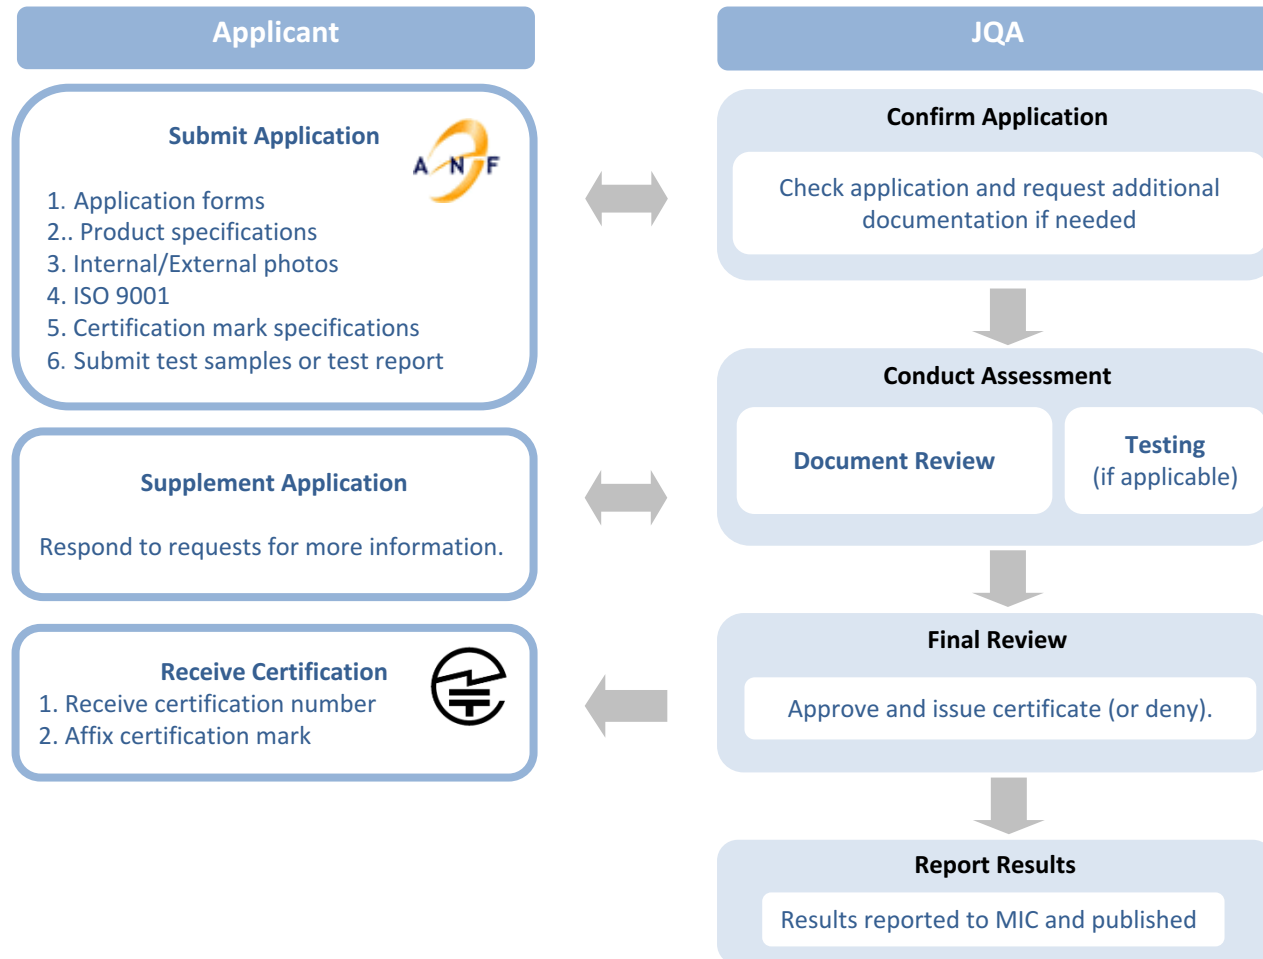 Applicant
Submit Application
A N F
1. Application forms
2.. Product specifications
3. Internal/External photos
4. ISO 9001
5. Certification mark specifications
6. Submit test samples or test report
Supplement Application
Respond to requests for more information.
Receive Certification
1. Receive certification number
2. Affix certification mark
JQA
Confirm Application
Check application and request additional
documentation if needed
Conduct Assessment
Document Review
Testing
(if applicable)
Final Review
Approve and issue certificate (or deny).
Report Results
Results reported to MIC and published